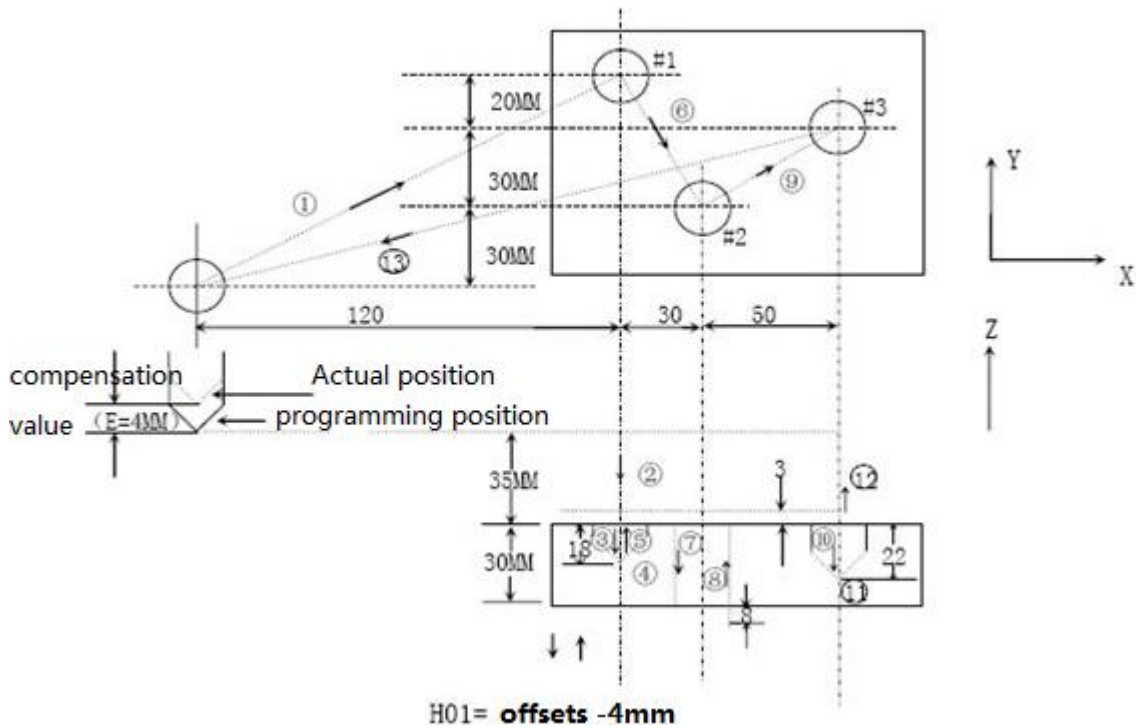 #1
20MM
⑥
#3
30MM
①
⑨
Y
#2
⑬
30MM
X
120
30
50
Z
compensation
Actual position
value
(E=4MM)
programming position
35MM
②
3
⑫
③
⑤
⑦
⑩
18
22
30MM
④
⑧
⑪
8
H01= offsets -4mm